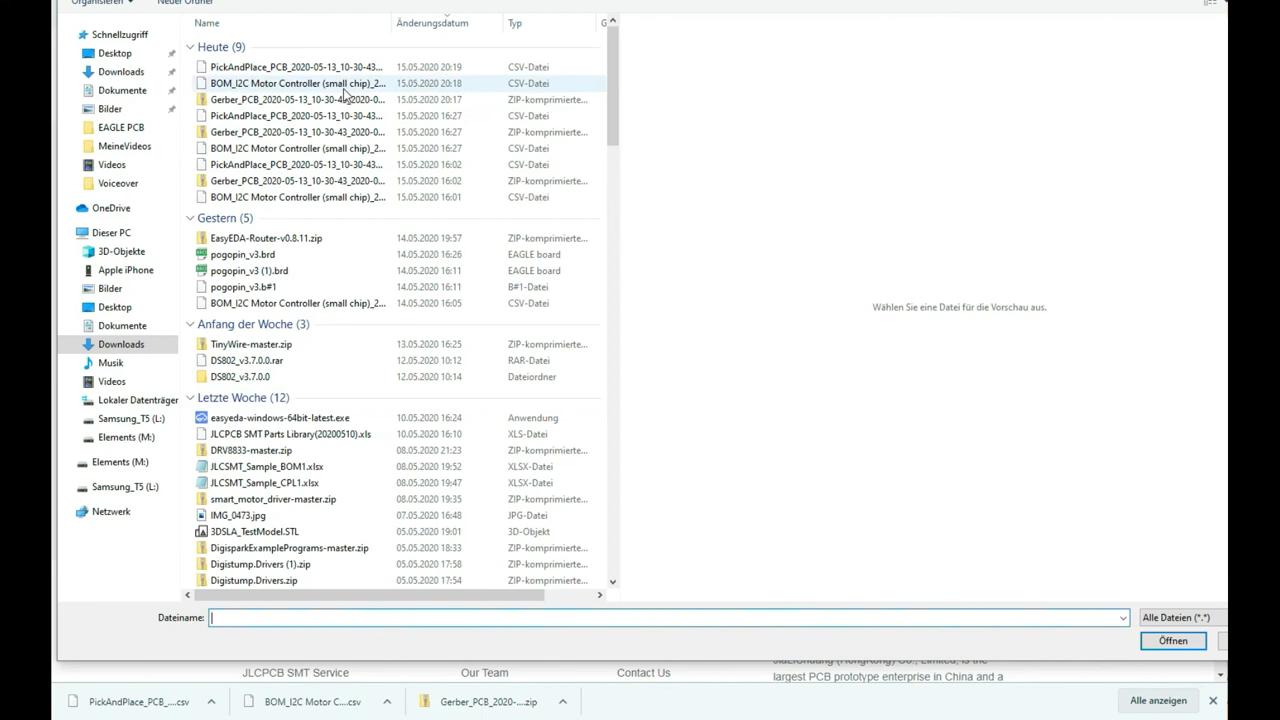 Organisieren Neuer Ordner
Name Änderungsdatum Typ G
Schnellzugriff
Desktop
Downloads
Dokumente
Bilder
EAGLE PCB
MeineVideos
Videos
Voiceover
OneDrive
Dieser PC
3D-Objekte
Apple iPhone
Bilder
Desktop
Dokumente
Downloads
Musik
Videos
Lokaler Datenträger
Samsung_T5 (L:)
Elements (M:)
Elements (M:)
Samsung_T5 (L:)
Netzwerk
Heute (9)
PickAndPlace_PCB_2020-05-13_10-30-43... 15.05.2020 20:19 CSV-Datei
BOM_I2C Motor Controller (small chip)_2... 15.05.2020 20:18 CSV-Datei
Gerber_PCB_2020-05-13_10-30-43_2020-0... 15.05.2020 20:17 ZIP-komprimierte...
PickAndPlace_PCB_2020-05-13_10-30-43... 15.05.2020 16:27 CSV-Datei
Gerber_PCB_2020-05-13_10-30-43_2020-0... 15.05.2020 16:27 ZIP-komprimierte...
BOM_I2C Motor Controller (small chip)_2... 15.05.2020 16:27 CSV-Datei
PickAndPlace_PCB_2020-05-13_10-30-43... 15.05.2020 16:02 CSV-Datei
Gerber_PCB_2020-05-13_10-30-43_2020-0... 15.05.2020 16:02 ZIP-komprimierte...
BOM_I2C Motor Controller (small chip)_2... 15.05.2020 16:01 CSV-Datei
Gestern (5)
EasyEDA-Router-v0.8.11.zip 14.05.2020 19:57 ZIP-komprimierte...
pogopin_v3.brd 14.05.2020 16:26 EAGLE board
pogopin_v3 (1).brd 14.05.2020 16:11 EAGLE board
pogopin_v3.b#1 14.05.2020 16:11 B#1-Datei
BOM_I2C Motor Controller (small chip)_2... 14.05.2020 16:05 CSV-Datei
Anfang der Woche (3)
TinyWire-master.zip 13.05.2020 16:25 ZIP-komprimierte...
DS802_v3.7.0.0.rar 12.05.2020 10:12 RAR-Datei
DS802_v3.7.0.0 12.05.2020 10:14 Dateiordner
Letzte Woche (12)
easyeda-windows-64bit-latest.exe 10.05.2020 16:24 Anwendung
JLCPCB SMT Parts Library(20200510).xls 10.05.2020 16:10 XLS-Datei
DRV8833-master.zip 08.05.2020 21:23 ZIP-komprimierte...
JLCSMT_Sample_BOM1.xlsx 08.05.2020 19:52 XLSX-Datei
JLCSMT_Sample_CPL1.xlsx 08.05.2020 19:47 XLSX-Datei
smart_motor_driver-master.zip 08.05.2020 19:35 ZIP-komprimierte...
IMG_0473.jpg 07.05.2020 16:48 JPG-Datei
3DSLA_TestModel.STL 05.05.2020 19:01 3D-Objekt
DigisparkExamplePrograms-master.zip 05.05.2020 18:33 ZIP-komprimierte...
Digistump.Drivers (1).zip 05.05.2020 17:58 ZIP-komprimierte...
Digistump.Drivers.zip 05.05.2020 17:54 ZIP-komprimierte...
Wählen Sie eine Datei für die Vorschau aus.
Dateiname: Alle Dateien (*.*)
Öffnen
JLCPCB SMT Service Our Team Contact Us
JiaLiChuang (HongKong) Co., Limited, is the
largest PCB prototype enterprise in China and a
PickAndPlace_PCB_....csv BOM_I2C Motor C....csv Gerber_PCB_2020-....zip Alle anzeigen